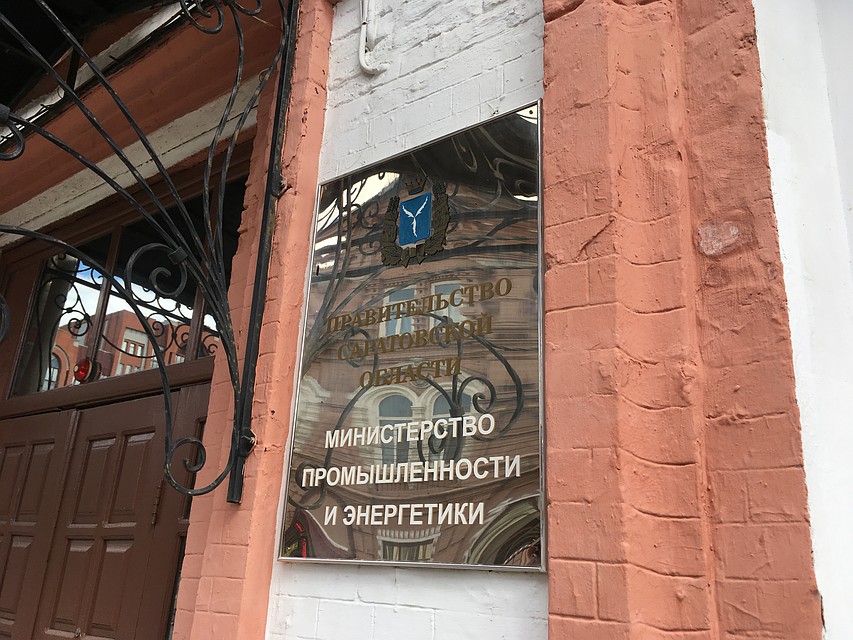 ПРАВИТЕЛЬСТВО
САРАТОВСКОЙ
ОБЛАСТИ
МИНИСТЕРСТВО
ПРОМЫШЛЕННОСТИ
И ЭНЕРГЕТИКИ